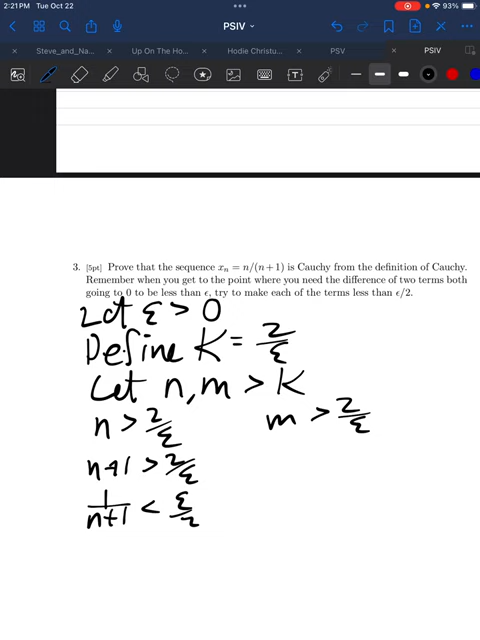 2:21 PM Tue Oct 22
93%
PSIV
Steve_and_Na... Up On The Ho... Hodie Christu... PSV PSIV
3. [5pt] Prove that the sequence xₙ = n/(n+1) is Cauchy from the definition of Cauchy.
Remember when you get to the point where you need the difference of two terms both
going to 0 to be less than ϵ, try to make each of the terms less than ϵ/2.
Let ε > 0
Define K = 2/ε
Let n, m > K
n > 2/ε m > 2/ε
n+1 > 2/ε
1/(n+1) < ε/2